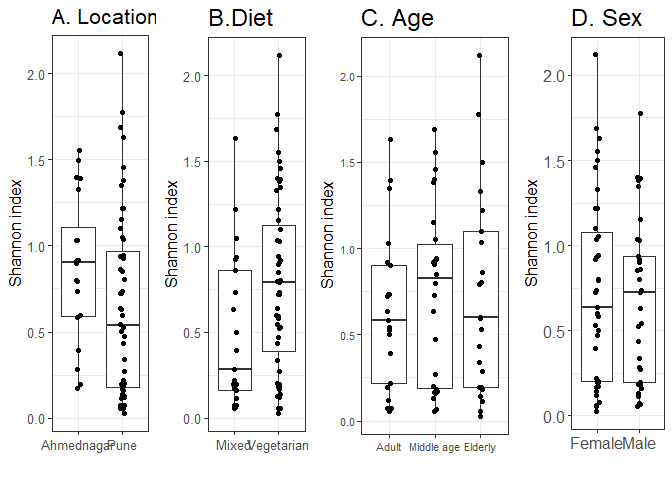 A. Location
B.Diet
C. Age
D. Sex
Shannon index
2.0
1.5
1.0
0.5
0.0
Ahmednagar
Pune
Shannon index
2.0
1.5
1.0
0.5
0.0
Mixed
Vegetarian
Shannon index
2.0
1.5
1.0
0.5
0.0
Adult
Middle age
Elderly
Shannon index
2.0
1.5
1.0
0.5
0.0
Female
Male